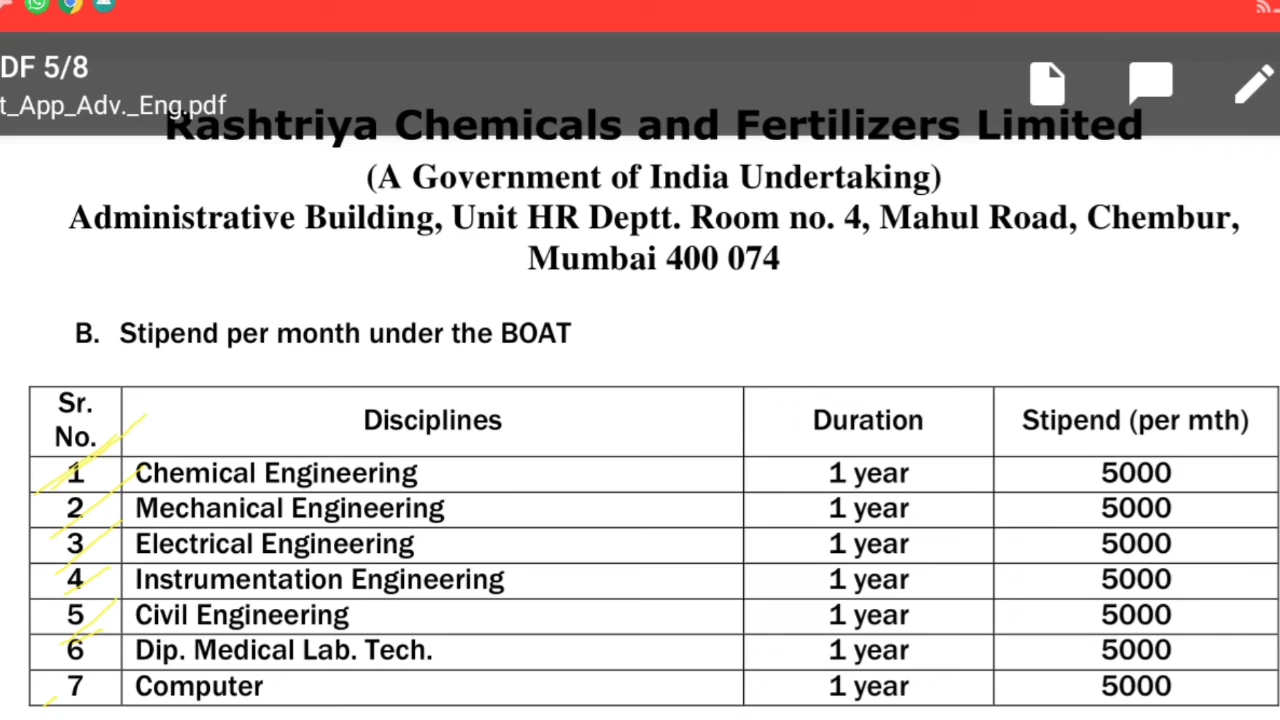 DF 5/8
t_App_Adv._Eng.pdf
Rashtriya Chemicals and Fertilizers Limited
(A Government of India Undertaking)
Administrative Building, Unit HR Deptt. Room no. 4, Mahul Road, Chembur,
Mumbai 400 074
B. Stipend per month under the BOAT
Sr. No. Disciplines Duration Stipend (per mth)
1 Chemical Engineering 1 year 5000
2 Mechanical Engineering 1 year 5000
3 Electrical Engineering 1 year 5000
4 Instrumentation Engineering 1 year 5000
5 Civil Engineering 1 year 5000
6 Dip. Medical Lab. Tech. 1 year 5000
7 Computer 1 year 5000